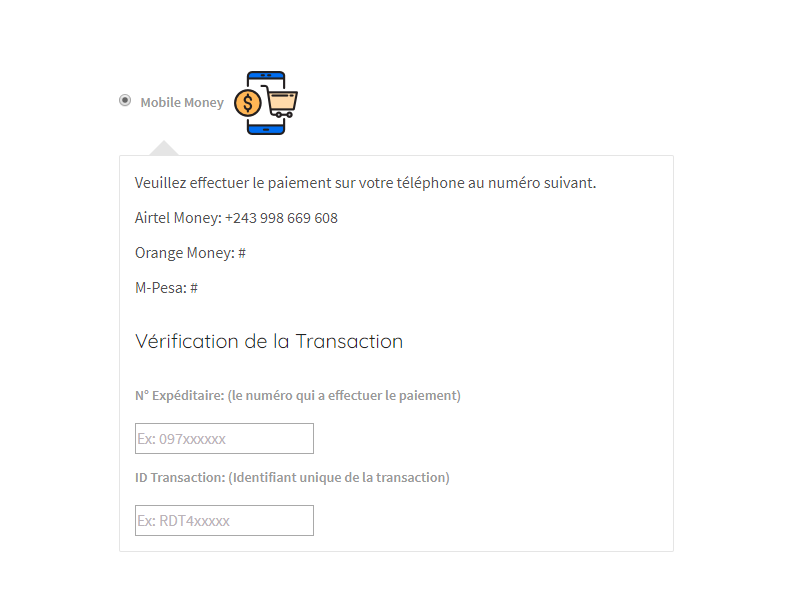 Mobile Money
$
Veuillez effectuer le paiement sur votre téléphone au numéro suivant.
Airtel Money: +243 998 669 608
Orange Money: #
M-Pesa: #
Vérification de la Transaction
N° Expéditaire: (le numéro qui a effectuer le paiement)
Ex: 097xxxxxx
ID Transaction: (Identifiant unique de la transaction)
Ex: RDT4xxxxx